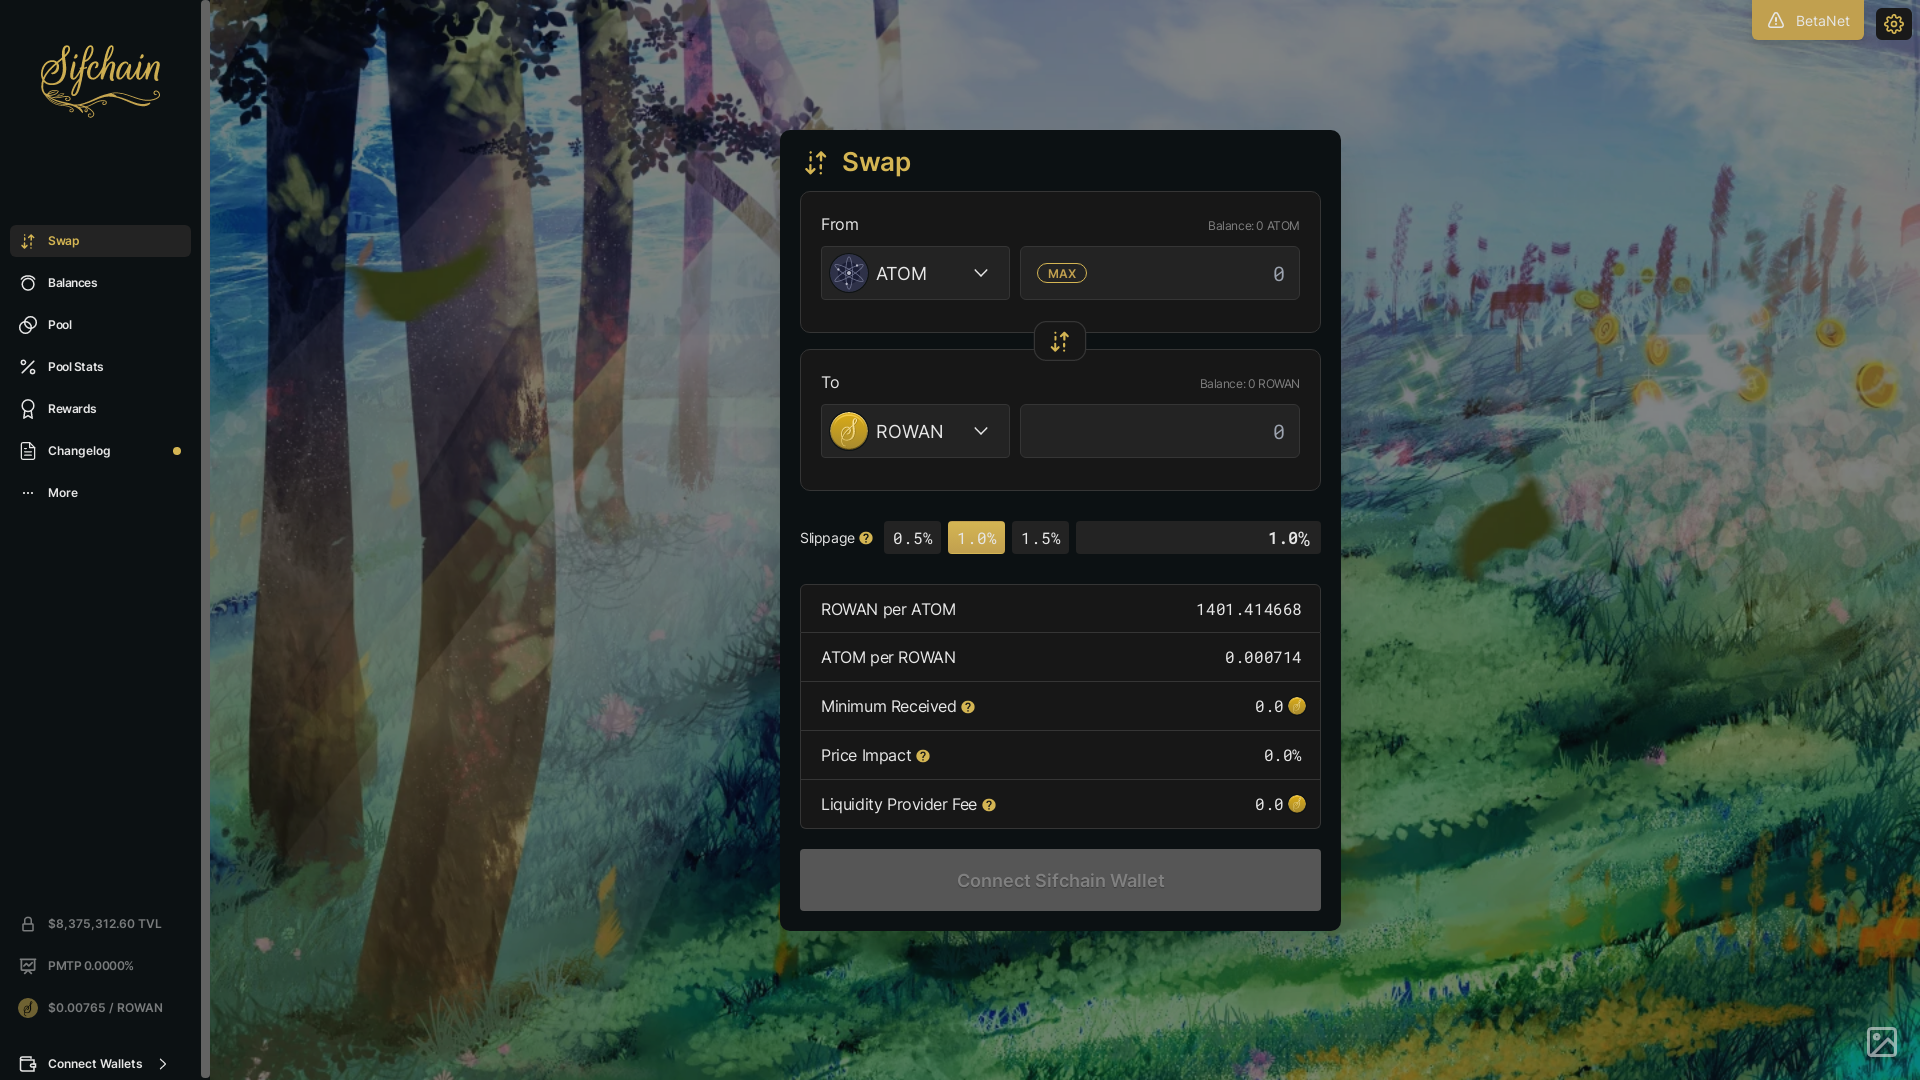 Sifchain
BetaNet
Swap
Balances
Pool
Pool Stats
Rewards
Changelog
More
$8,375,312.60 TVL
PMTP 0.0000%
$0.00765 / ROWAN
Connect Wallets
Swap
From
Balance: 0 ATOM
ATOM
MAX
0
To
Balance: 0 ROWAN
ROWAN
0
Slippage ? 0.5% 1.0% 1.5% 1.0%
ROWAN per ATOM 1401.414668
ATOM per ROWAN 0.000714
Minimum Received ? 0.0
Price Impact ? 0.0%
Liquidity Provider Fee ? 0.0
Connect Sifchain Wallet